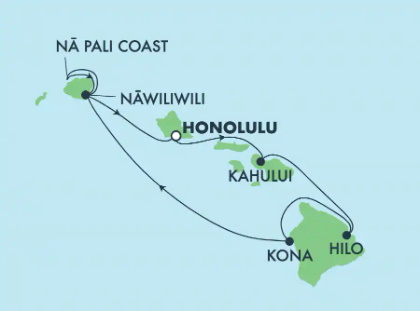 NĀ PALI COAST
NĀWILIWILI
HONOLULU
KAHULUI
KONA
HILO